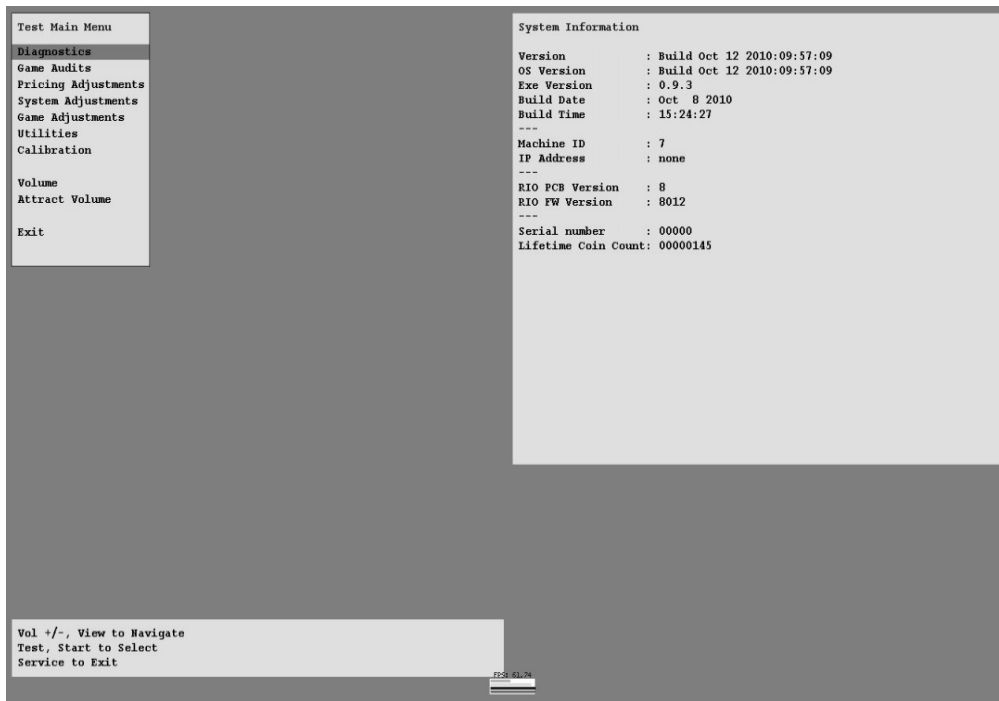 Test Main Menu
Diagnostics
Game Audits
Pricing Adjustments
System Adjustments
Game Adjustments
Utilities
Calibration
Volume
Attract Volume
Exit
System Information
Version : Build Oct 12 2010:09:57:09
OS Version : Build Oct 12 2010:09:57:09
Exe Version : 0.9.3
Build Date : Oct  8 2010
Build Time : 15:24:27
---
Machine ID : 7
IP Address : none
---
RIO PCB Version : 8
RIO FW Version : 8012
---
Serial number : 00000
Lifetime Coin Count: 00000145
Vol +/-, View to Navigate
Test, Start to Select
Service to Exit
FPS: 61.74